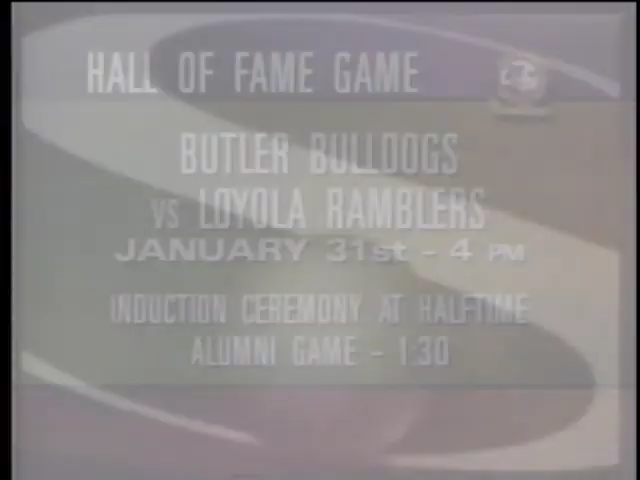 HALL OF FAME GAME
BUTLER BULLDOGS
VS LOYOLA RAMBLERS
JANUARY 31st - 4 PM
INDUCTION CEREMONY AT HALFTIME
ALUMNI GAME - 1:30